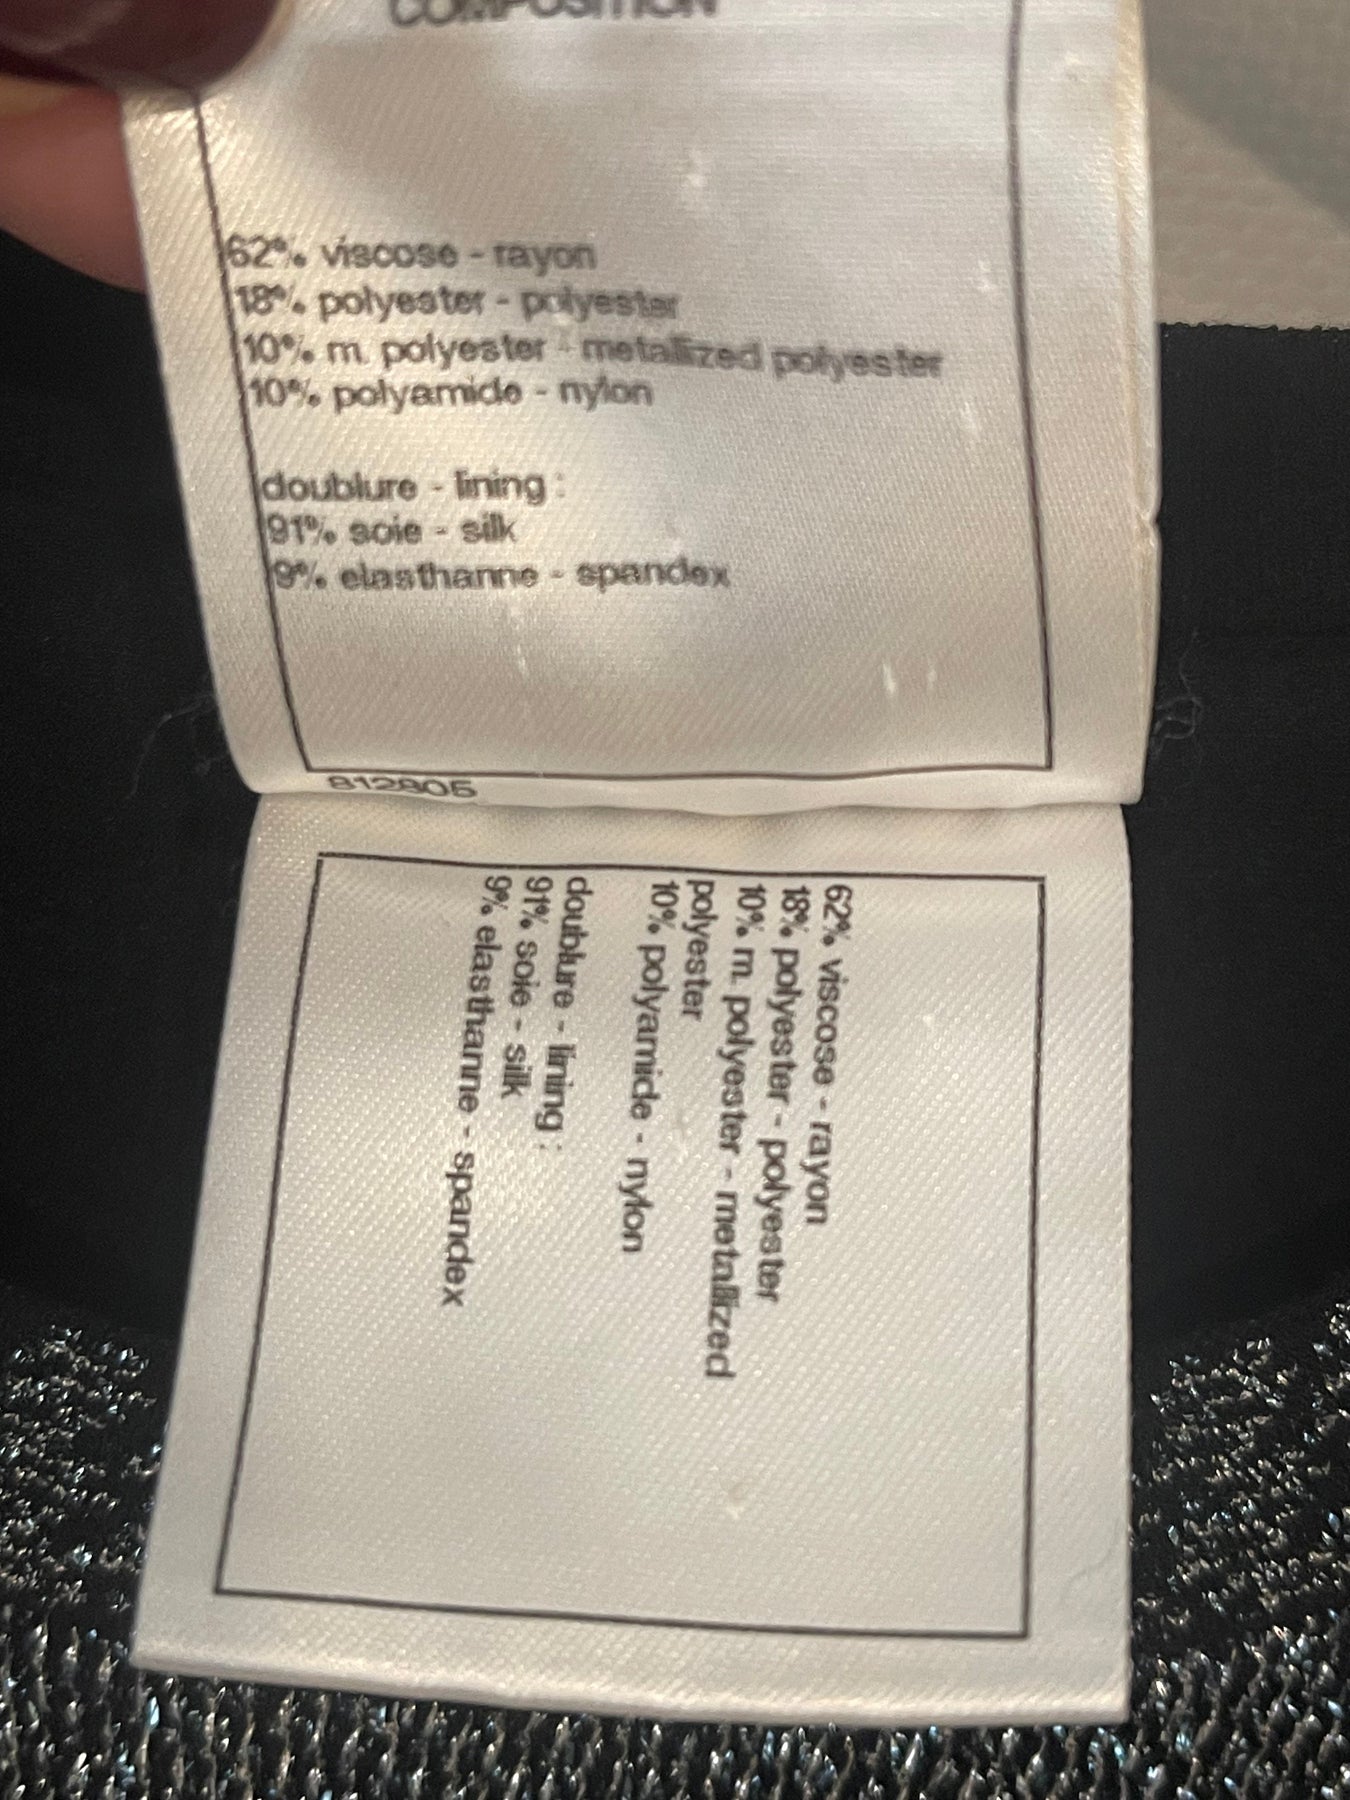 COMPOSITION
62% viscose - rayon
18% polyester - polyester
10% m. polyester - metallized polyester
10% polyamide - nylon
doublure - lining :
91% soie - silk
9% elasthanne - spandex
812805
62% viscose - rayon
18% polyester - polyester
10% m. polyester - metallized
polyester
10% polyamide - nylon
doublure - lining :
91% soie - silk
9% elasthanne - spandex